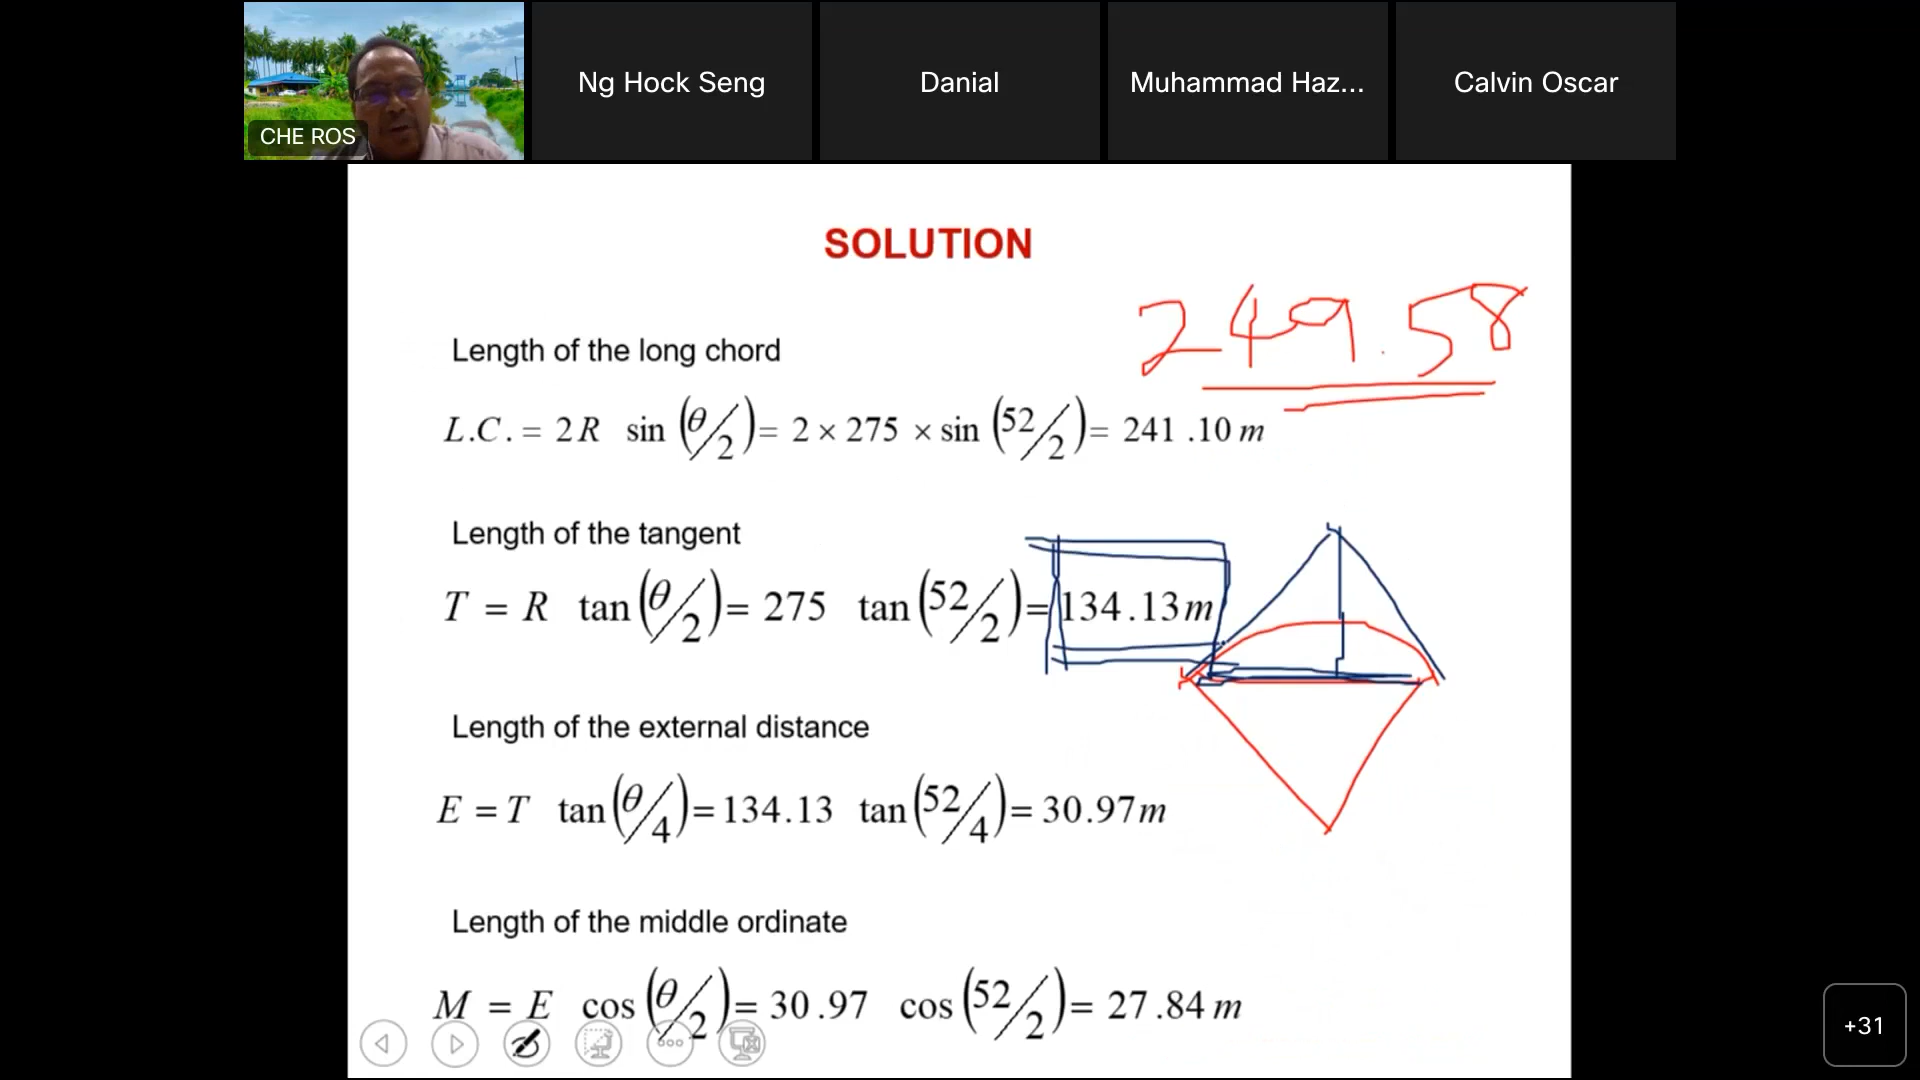 Ng Hock Seng
Danial
Muhammad Haz...
Calvin Oscar
CHE ROS
SOLUTION
249.58
Length of the long chord
L.C. = 2R sin (θ/2) = 2 × 275 × sin (52/2) = 241 .10 m
Length of the tangent
T = R tan (θ/2) = 275 tan (52/2) = 134.13m
Length of the external distance
E = T tan (θ/4) = 134.13 tan (52/4) = 30.97m
Length of the middle ordinate
M = E cos (θ/2) = 30.97 cos (52/2) = 27.84 m
+31